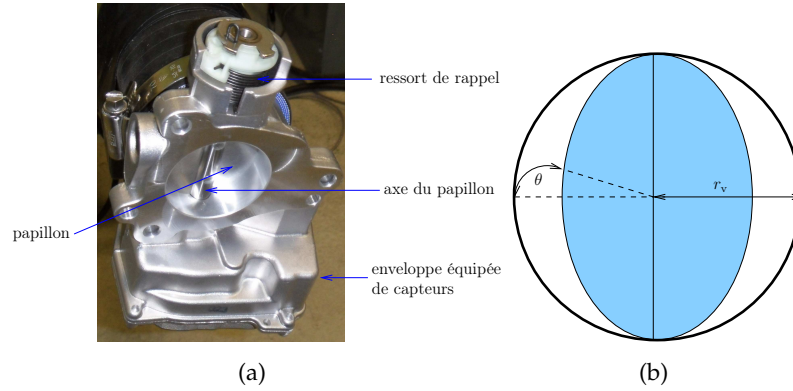 ressort de rappel
axe du papillon
papillon
enveloppe équipée
de capteurs
θ
r_v
(a)
(b)